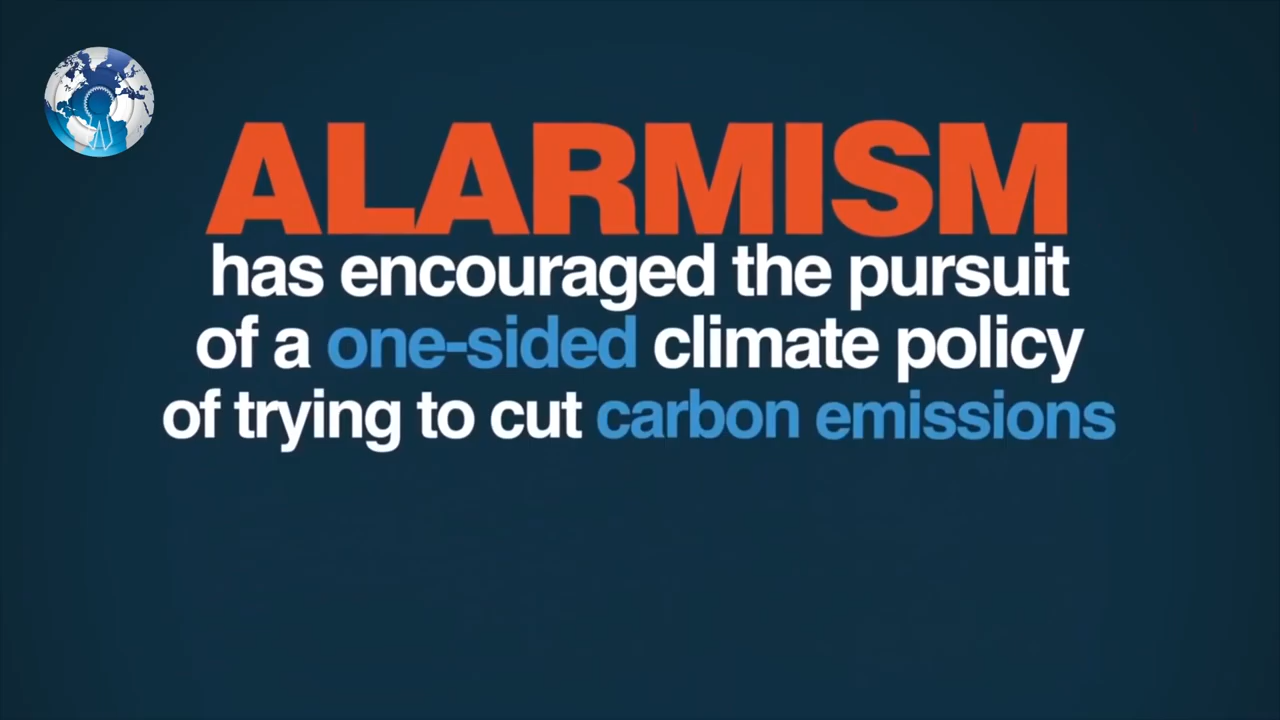 ALARMISM
has encouraged the pursuit
of a one-sided climate policy
of trying to cut carbon emissions